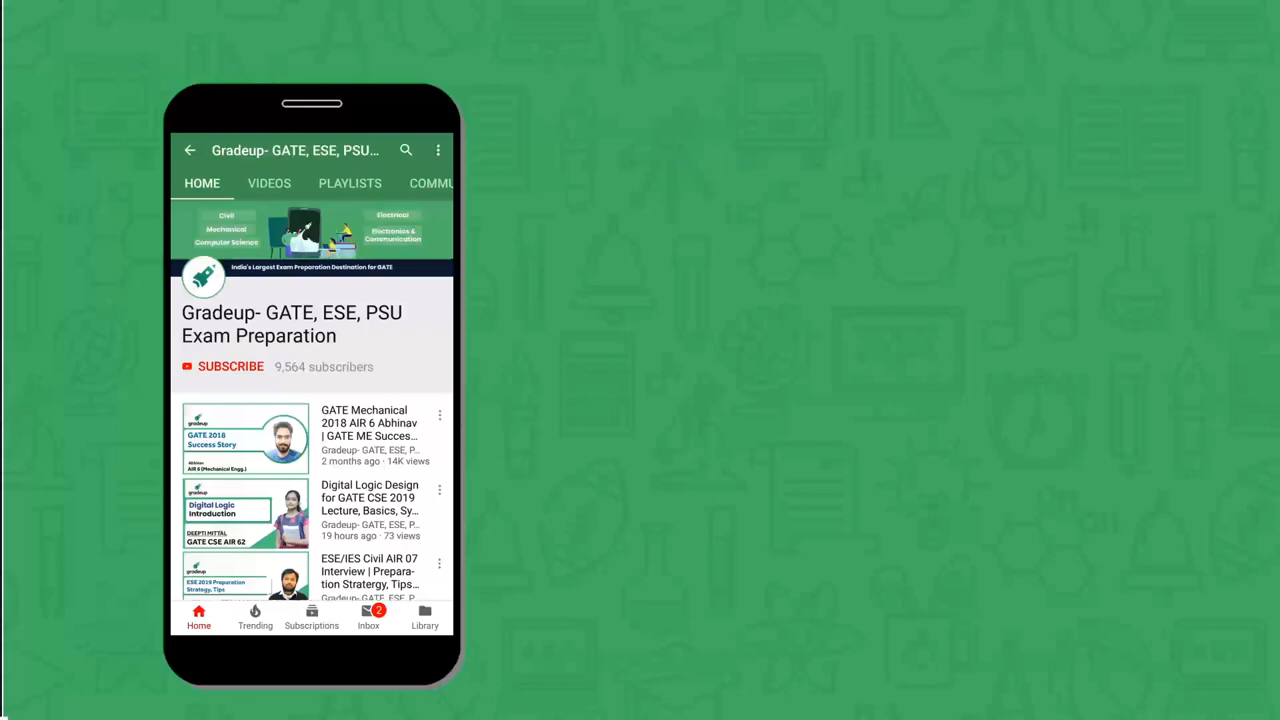 Gradeup- GATE, ESE, PSU...
HOME VIDEOS PLAYLISTS COMMU
Civil
Mechanical
Computer Science
Electrical
Electronics &
Communication
India's Largest Exam Preparation Destination for GATE
Gradeup- GATE, ESE, PSU
Exam Preparation
SUBSCRIBE 9,564 subscribers
gradeup
GATE 2018
Success Story
Abhinav
AIR 6 (Mechanical Engg.)
GATE Mechanical
2018 AIR 6 Abhinav
| GATE ME Succes...
Gradeup- GATE, ESE, P...
2 months ago · 14K views
gradeup
Digital Logic
Introduction
DEEPTI MITTAL
GATE CSE AIR 62
Digital Logic Design
for GATE CSE 2019
Lecture, Basics, Sy...
Gradeup- GATE, ESE, P...
19 hours ago · 73 views
gradeup
ESE 2019 Preparation
Strategy, Tips
ESE/IES Civil AIR 07
Interview | Prepara-
tion Stratergy, Tips...
Gradeup- GATE, ESE, P...
Home Trending Subscriptions Inbox 2 Library